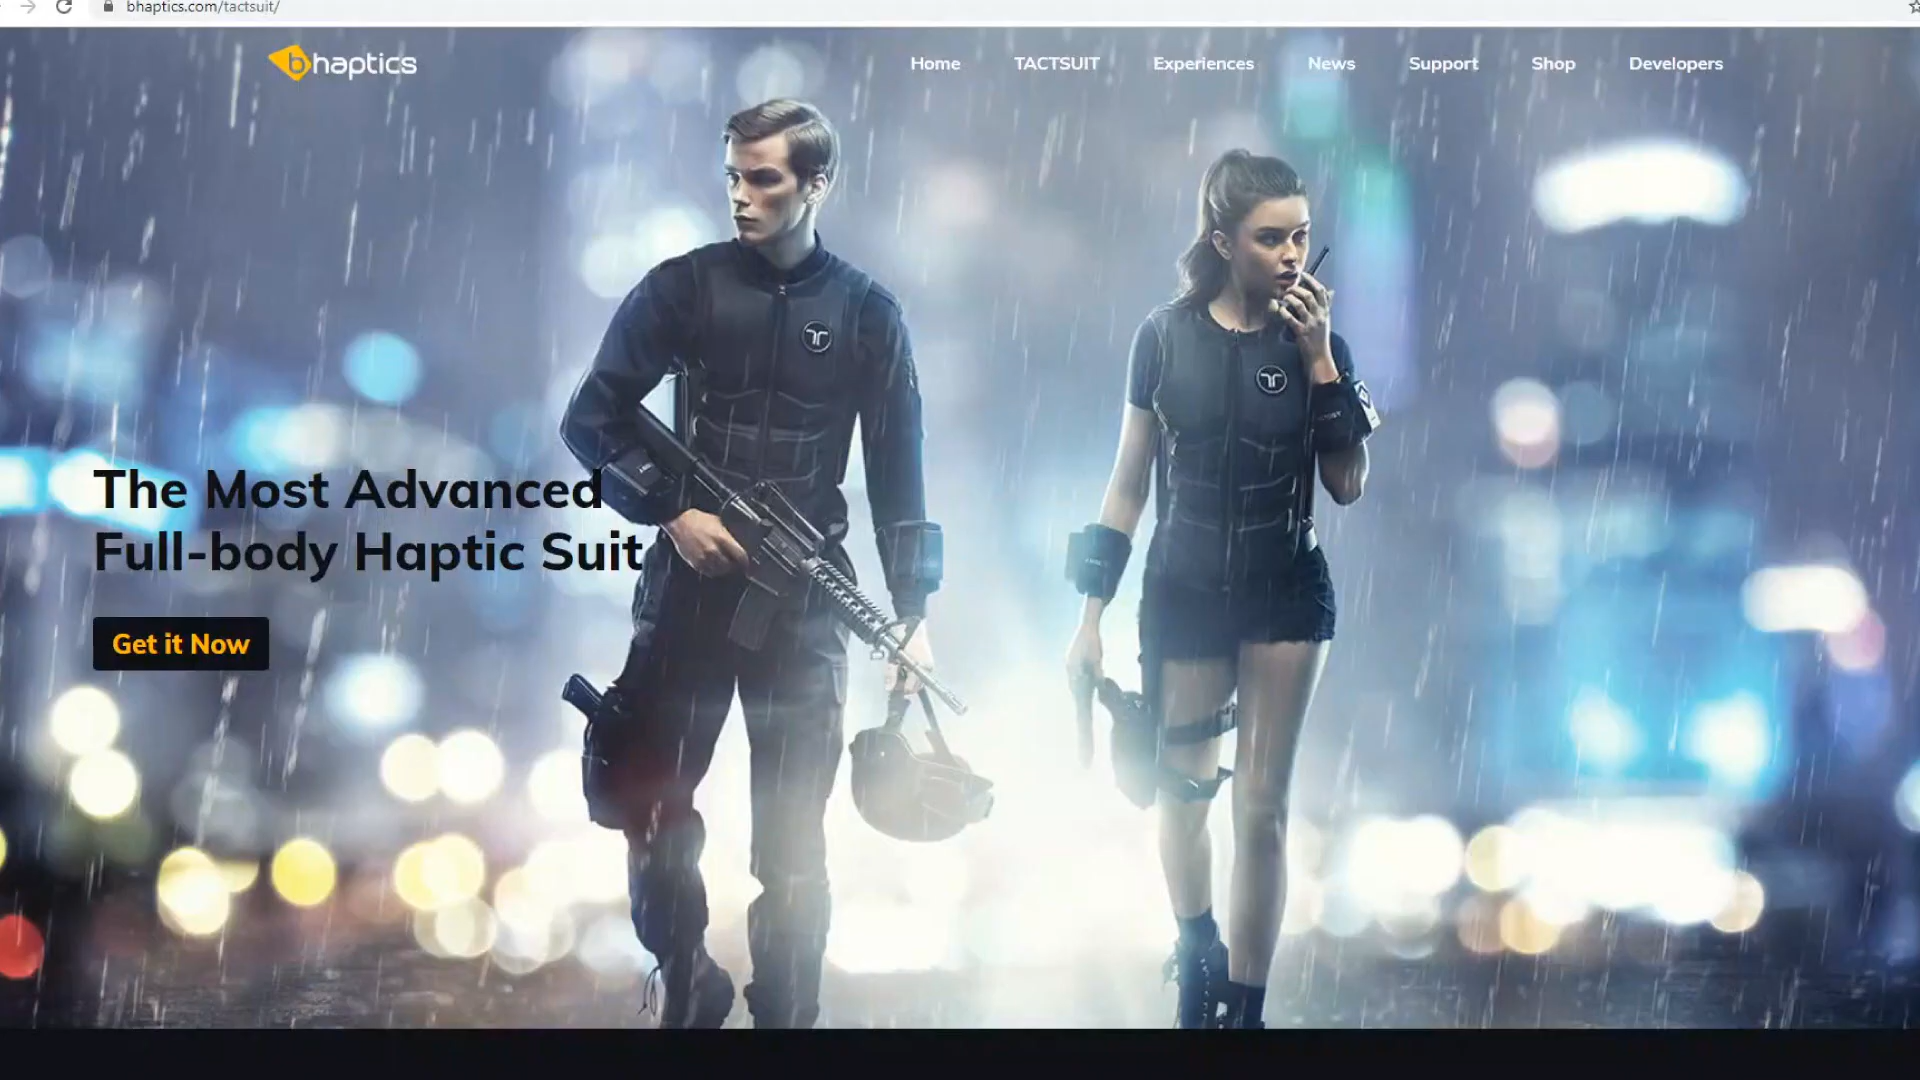 bhaptics.com/tactsuit/
bhaptics
Home TACTSUIT Experiences News Support Shop Developers
The Most Advanced
Full-body Haptic Suit
Get it Now